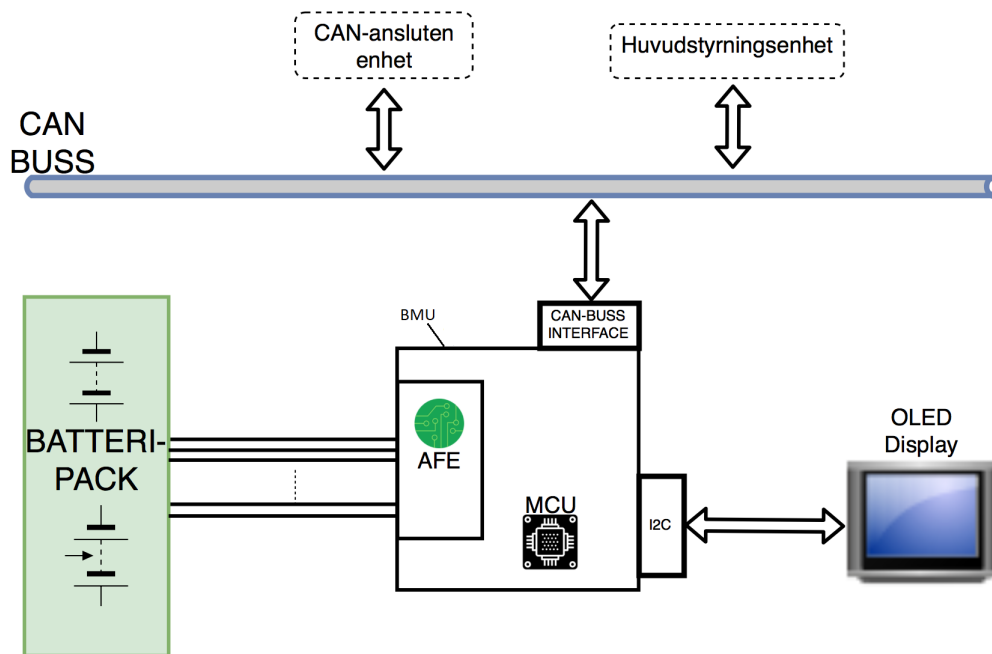 CAN-ansluten
enhet
Huvudstyrningsenhet
CAN
BUSS
CAN-BUSS
INTERFACE
BMU
BATTERI-
PACK
AFE
MCU
I2C
OLED
Display